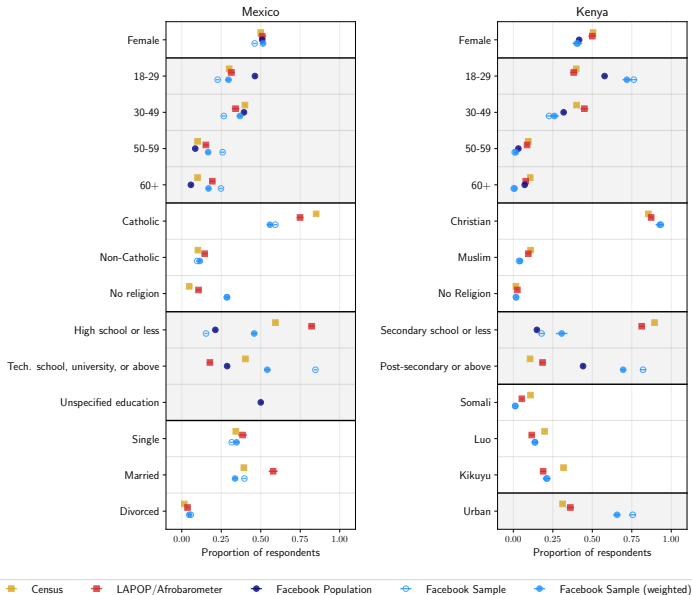 Mexico
Female
18-29
30-49
50-59
60+
Catholic
Non-Catholic
No religion
High school or less
Tech. school, university, or above
Unspecified education
Single
Married
Divorced
0.00 0.25 0.50 0.75 1.00
Proportion of respondents
Kenya
Female
18-29
30-49
50-59
60+
Christian
Muslim
No Religion
Secondary school or less
Post-secondary or above
Somali
Luo
Kikuyu
Urban
0.00 0.25 0.50 0.75 1.00
Proportion of respondents
Census LAPOP/Afrobarometer Facebook Population Facebook Sample Facebook Sample (weighted)